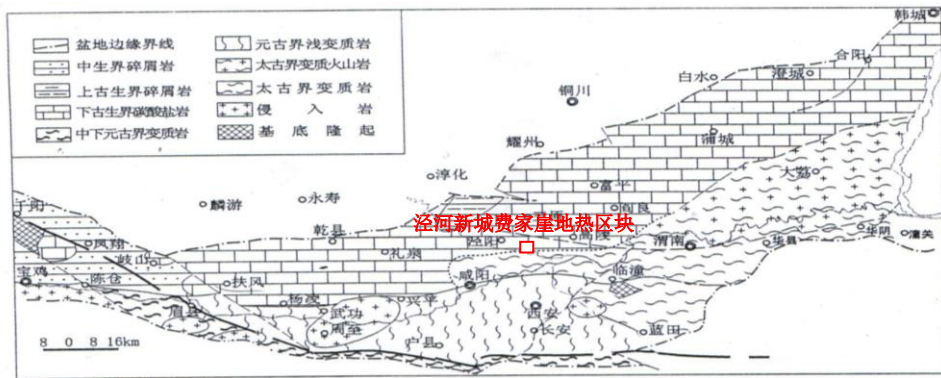 盆地边缘界线
中生界碎屑岩
上古生界碎屑岩
下古生界碳酸盐岩
中下元古界变质岩
元古界浅变质岩
太古界变质火山岩
太古界变质岩
侵入岩
基底隆起
韩城
合阳
澄城
白水
铜川
蒲城
耀州
大荔
淳化
富平
永寿
麟游
阎良
千阳
泾河新城费家崖地热区块
乾县
泾阳
高陵
渭南
华县
华阴
潼关
凤翔
岐山
礼泉
临潼
宝鸡
陈仓
扶风
咸阳
杨凌
兴平
西安
眉县
武功
周至
长安
蓝田
户县
8 0 8 16km